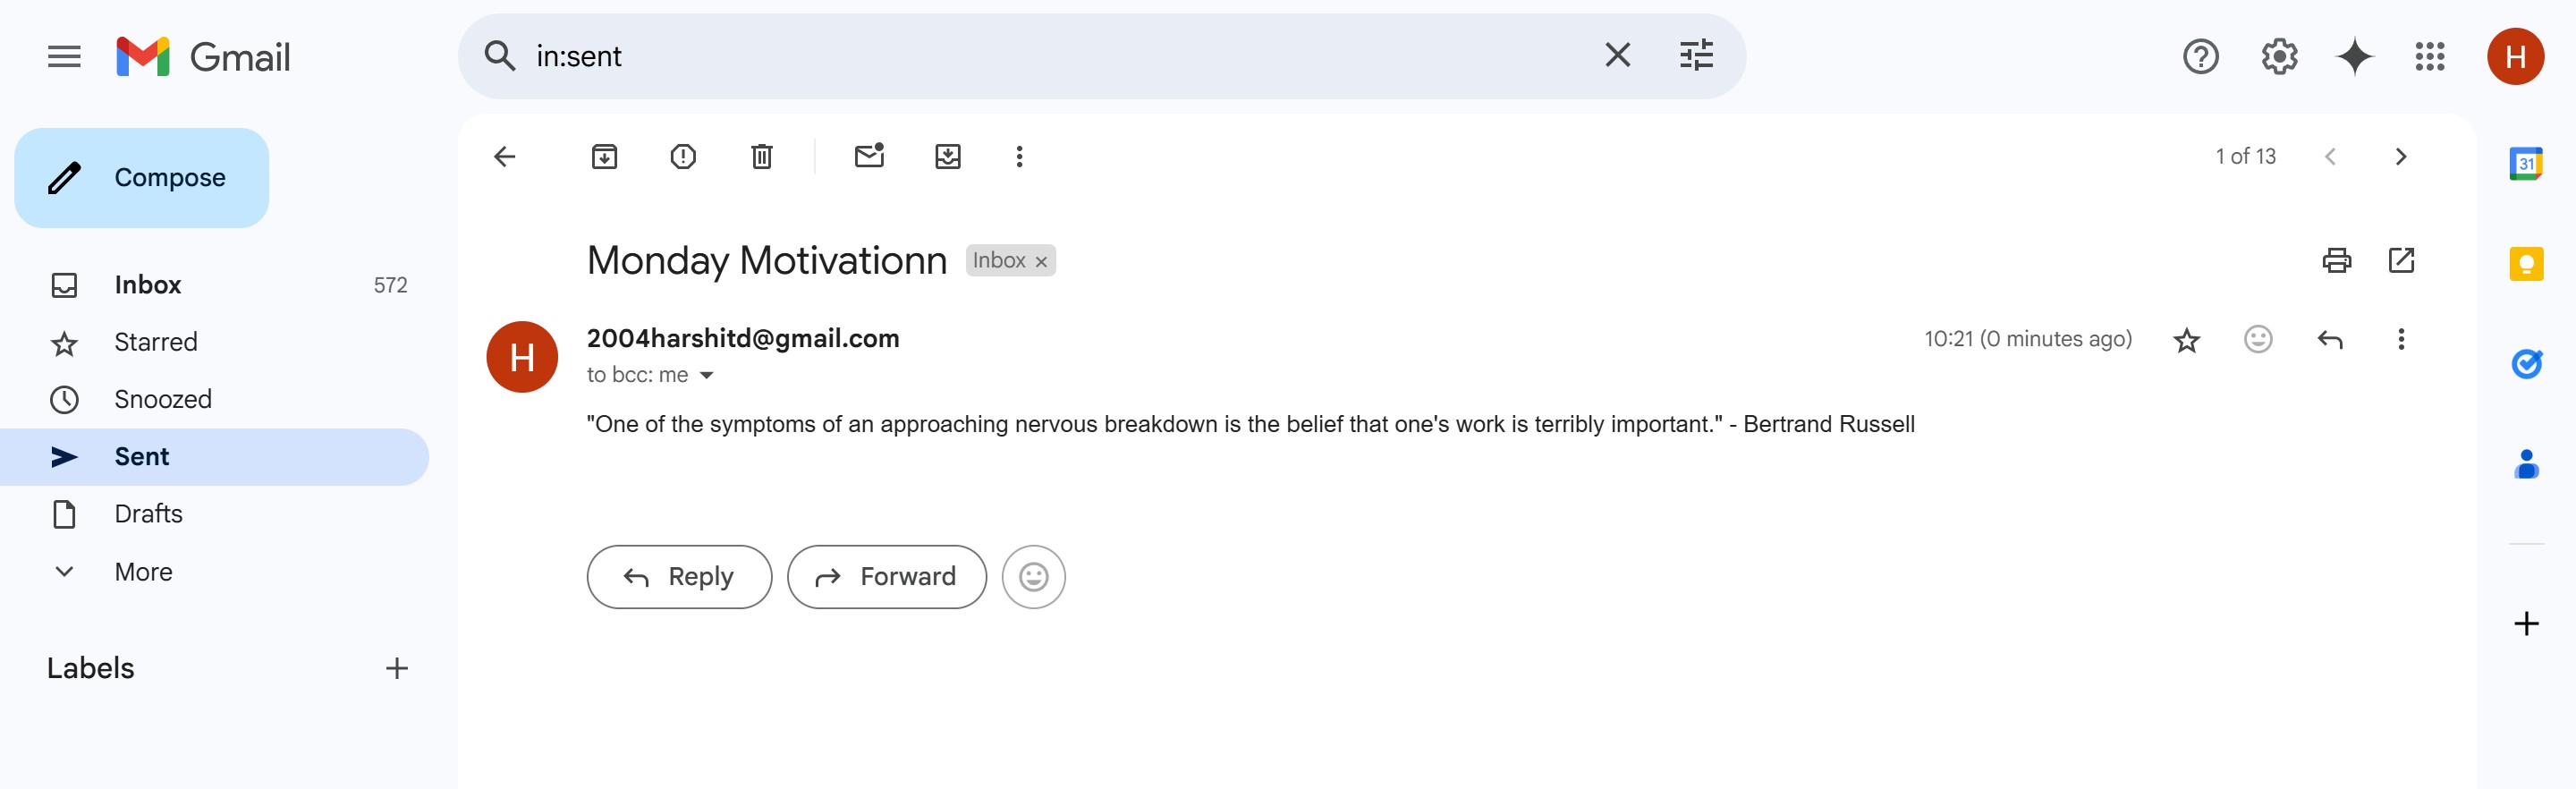 Gmail
in:sent
Compose
1 of 13
31
Monday Motivationn Inbox ×
Inbox 572
Starred
H 2004harshitd@gmail.com 10:21 (0 minutes ago)
to bcc: me
Snoozed
"One of the symptoms of an approaching nervous breakdown is the belief that one's work is terribly important." - Bertrand Russell
Sent
Drafts
More
Reply Forward
Labels
H